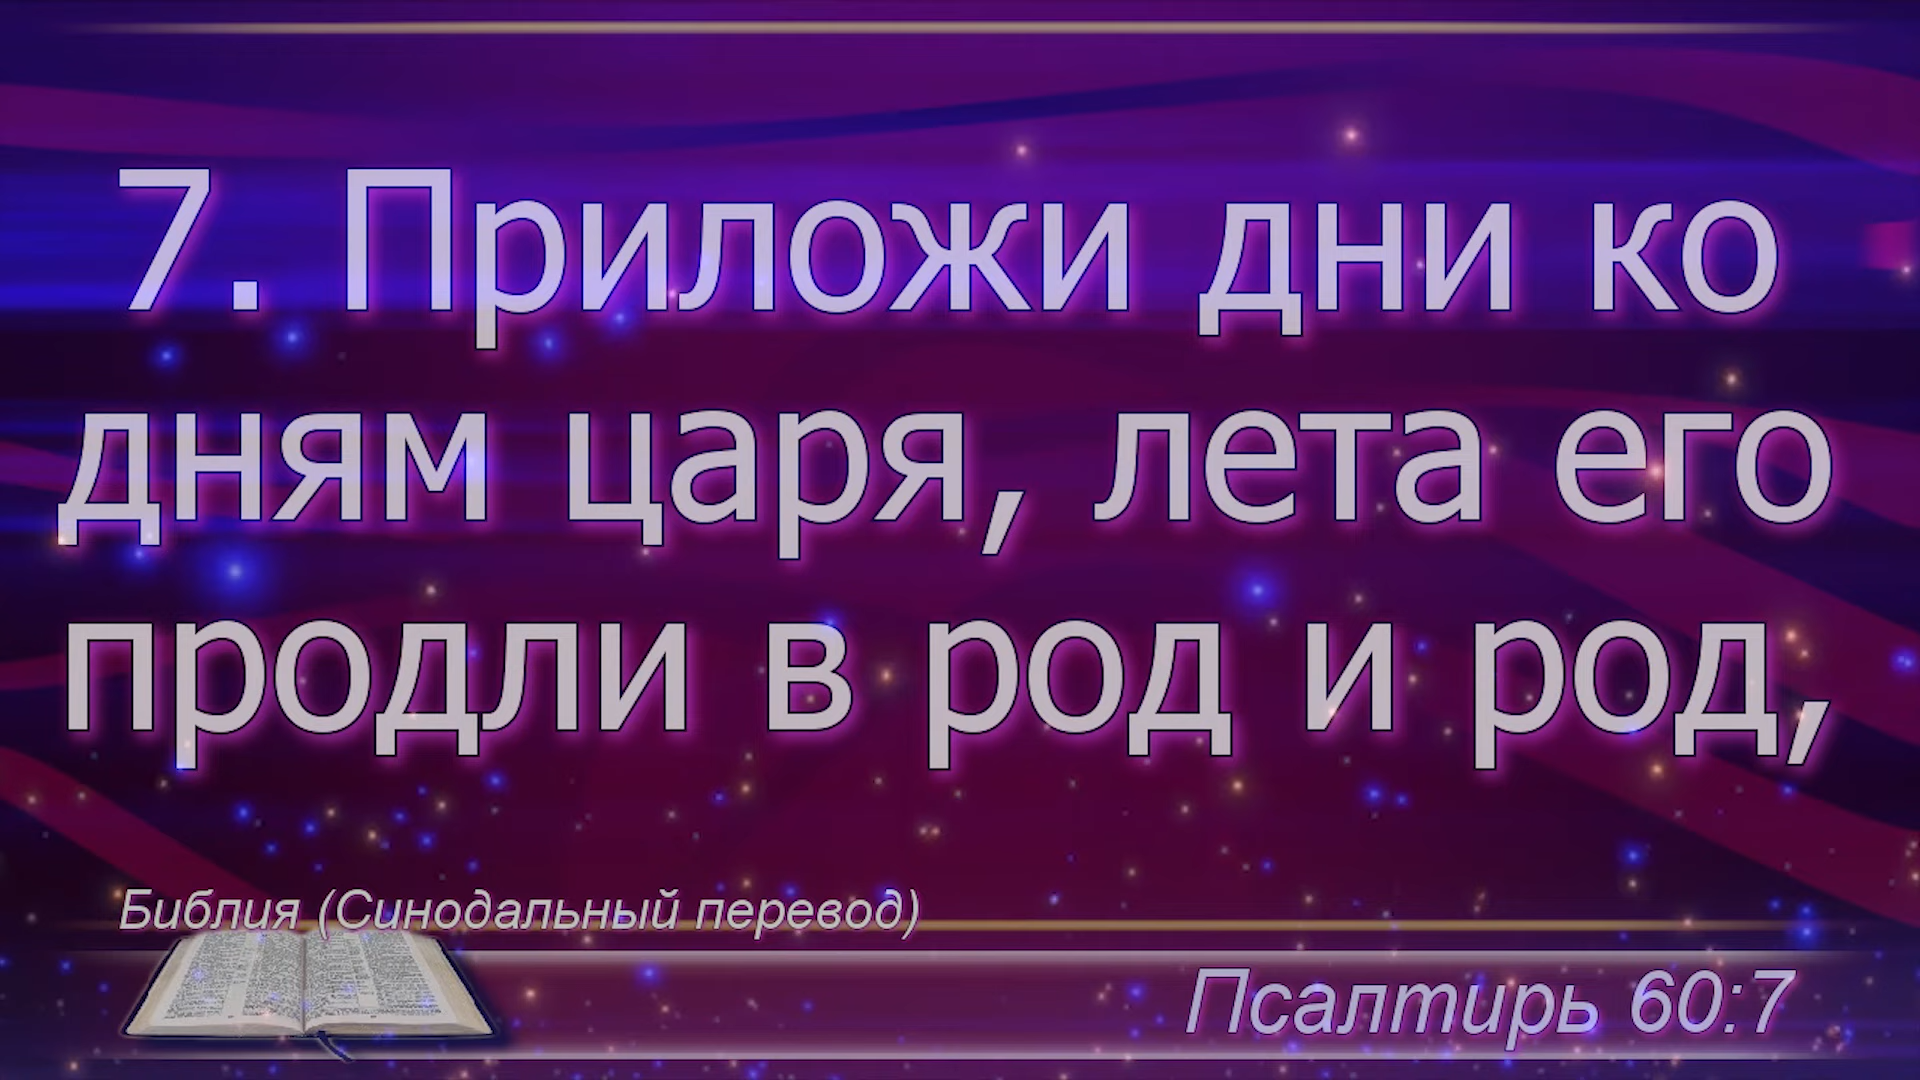 7. Приложи дни ко
дням царя, лета его
продли в род и род,
Библия (Синодальный перевод)
Псалтирь 60:7